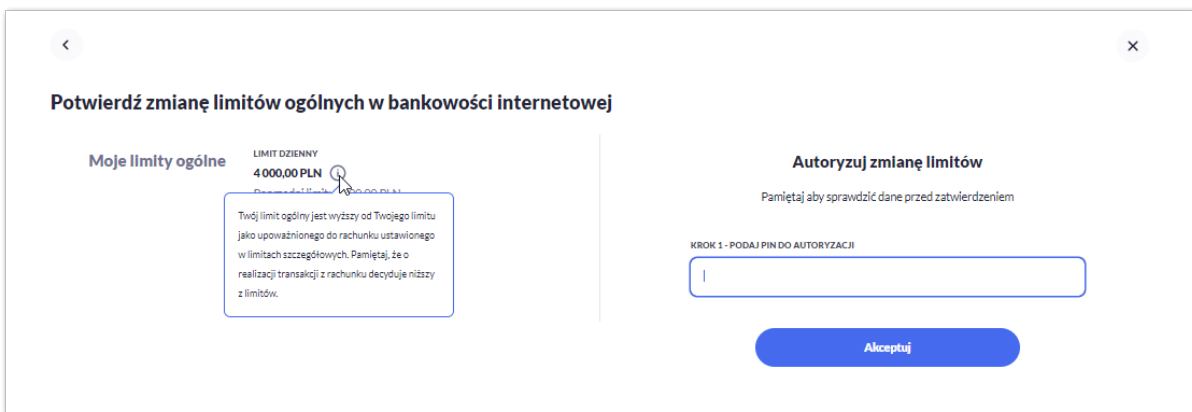 Potwierdź zmianę limitów ogólnych w bankowości internetowej
Moje limity ogólne
LIMIT DZIENNY
4 000,00 PLN
Twój limit ogólny jest wyższy od Twojego limitu
jako upoważnionego do rachunku ustawionego
w limitach szczegółowych. Pamiętaj, że o
realizacji transakcji z rachunku decyduje niższy
z limitów.
Autoryzuj zmianę limitów
Pamiętaj aby sprawdzić dane przed zatwierdzeniem
KROK 1 - PODAJ PIN DO AUTORYZACJI
Akceptuj